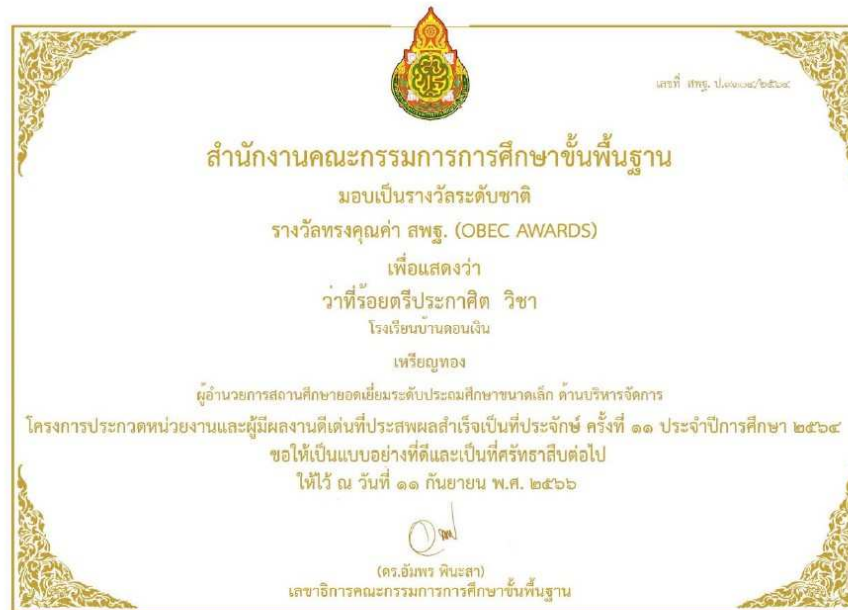 เลขที่ สพฐ.
สำนักงานคณะกรรมการการศึกษาขั้นพื้นฐาน
มอบเป็นรางวัลระดับชาติ
รางวัลทรงคุณค่า สพฐ. (OBEC AWARDS)
เพื่อแสดงว่า
ว่าที่ร้อยตรีประกาศิต วิชา
โรงเรียนบ้านดอนเงิน
เหรียญทอง
ผู้อำนวยการสถานศึกษายอดเยี่ยมระดับประถมศึกษาขนาดเล็ก ด้านบริหารจัดการ
โครงการประกวดหน่วยงานและผู้มีผลงานดีเด่นที่ประสพผลสำเร็จเป็นที่ประจักษ์ ครั้งที่ ๑๑ ประจำปีการศึกษา ๒๕๖๔
ขอให้เป็นแบบอย่างที่ดีและเป็นที่ศรัทธาสืบต่อไป
ให้ไว้ ณ วันที่ ๑๑ กันยายน พ.ศ. ๒๕๖๖
(ดร.อัมพร พินะสา)
เลขาธิการคณะกรรมการการศึกษาขั้นพื้นฐาน